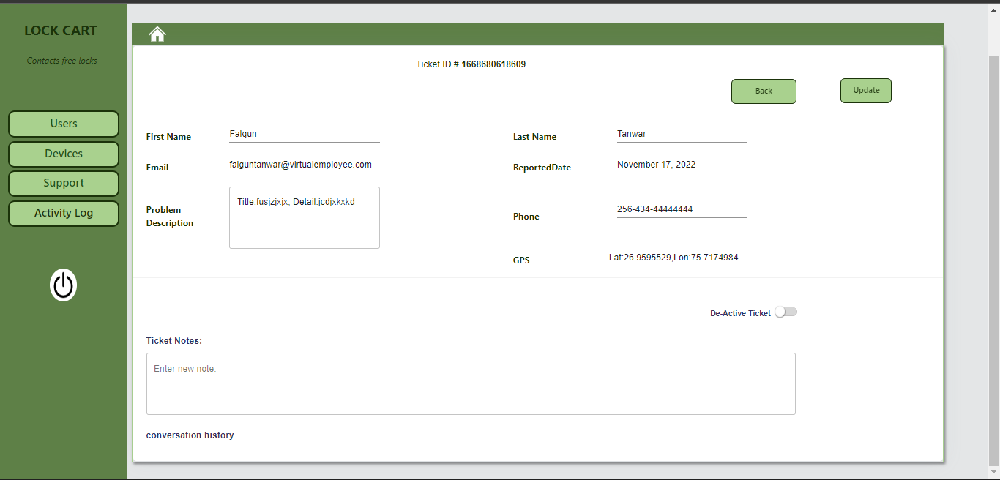 LOCK CART
Contacts free locks
Users
Devices
Support
Activity Log
Ticket ID # 1668680618609
Back
Update
First Name
Falgun
Last Name
Tanwar
Email
falguntanwar@virtualemployee.com
ReportedDate
November 17, 2022
Problem
Description
Title:fusjzjxjx, Detail:jcdjxkxkd
Phone
256-434-44444444
GPS
Lat:26.9595529,Lon:75.7174984
De-Active Ticket
Ticket Notes:
Enter new note.
conversation history